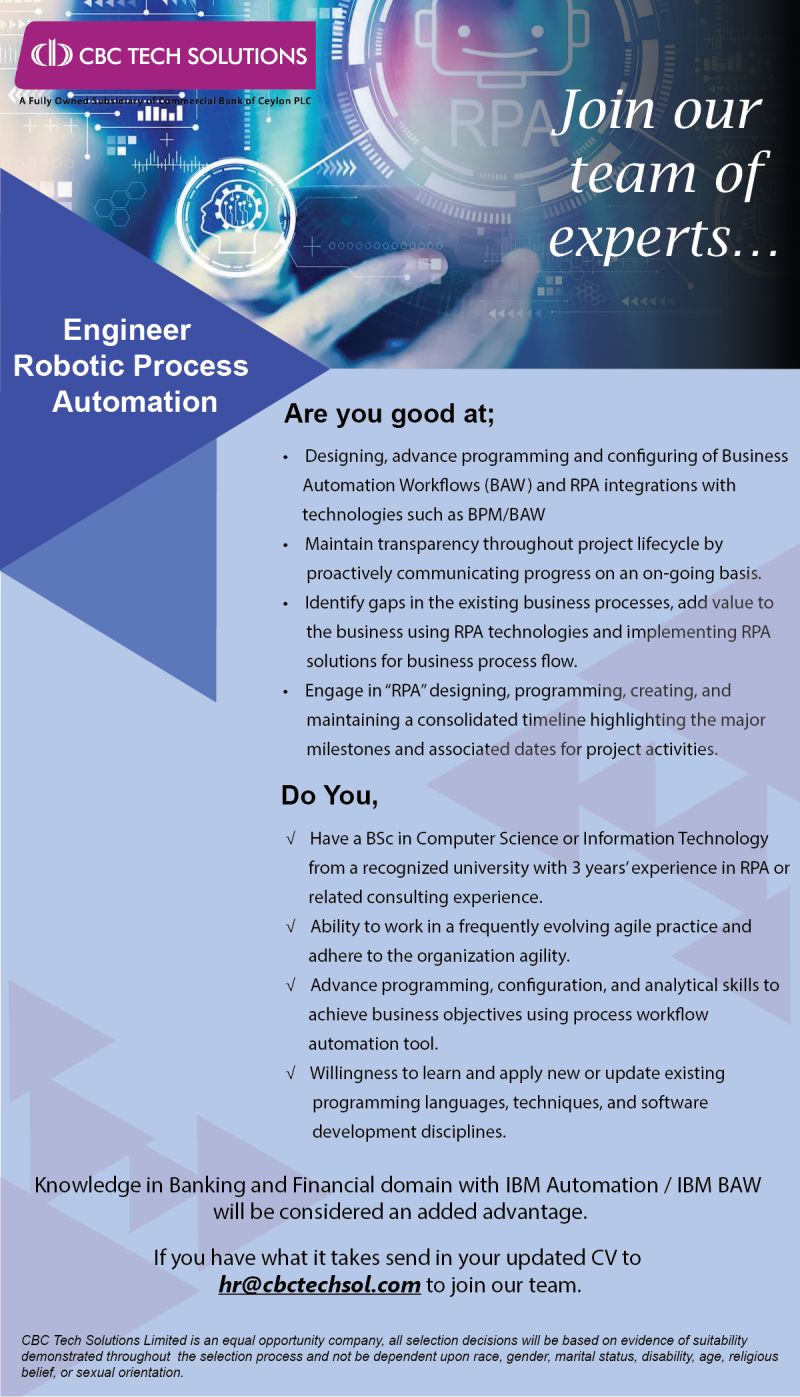 CBC TECH SOLUTIONS
A Fully Owned Subsidiary of Commercial Bank of Ceylon PLC
RPA
Join our
team of
experts...
Engineer
Robotic Process
Automation
Are you good at;
• Designing, advance programming and configuring of Business
Automation Workflows (BAW) and RPA integrations with
technologies such as BPM/BAW
• Maintain transparency throughout project lifecycle by
proactively communicating progress on an on-going basis.
• Identify gaps in the existing business processes, add value to
the business using RPA technologies and implementing RPA
solutions for business process flow.
• Engage in “RPA” designing, programming, creating, and
maintaining a consolidated timeline highlighting the major
milestones and associated dates for project activities.
Do You,
√ Have a BSc in Computer Science or Information Technology
from a recognized university with 3 years’ experience in RPA or
related consulting experience.
√ Ability to work in a frequently evolving agile practice and
adhere to the organization agility.
√ Advance programming, configuration, and analytical skills to
achieve business objectives using process workflow
automation tool.
√ Willingness to learn and apply new or update existing
programming languages, techniques, and software
development disciplines.
Knowledge in Banking and Financial domain with IBM Automation / IBM BAW
will be considered an added advantage.
If you have what it takes send in your updated CV to
hr@cbctechsol.com to join our team.
CBC Tech Solutions Limited is an equal opportunity company, all selection decisions will be based on evidence of suitability
demonstrated throughout the selection process and not be dependent upon race, gender, marital status, disability, age, religious
belief, or sexual orientation.